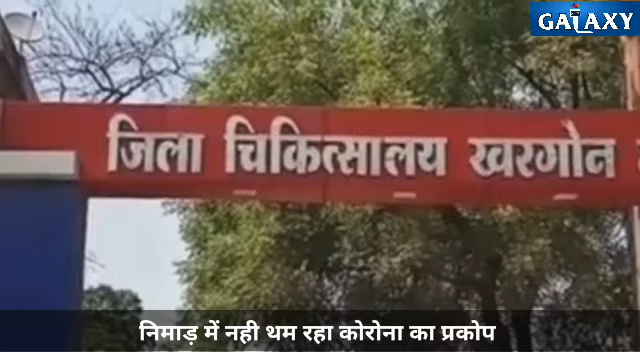 GALAXY
जिला चिकित्सालय खरगोन
निमाड़ में नही थम रहा कोरोना का प्रकोप